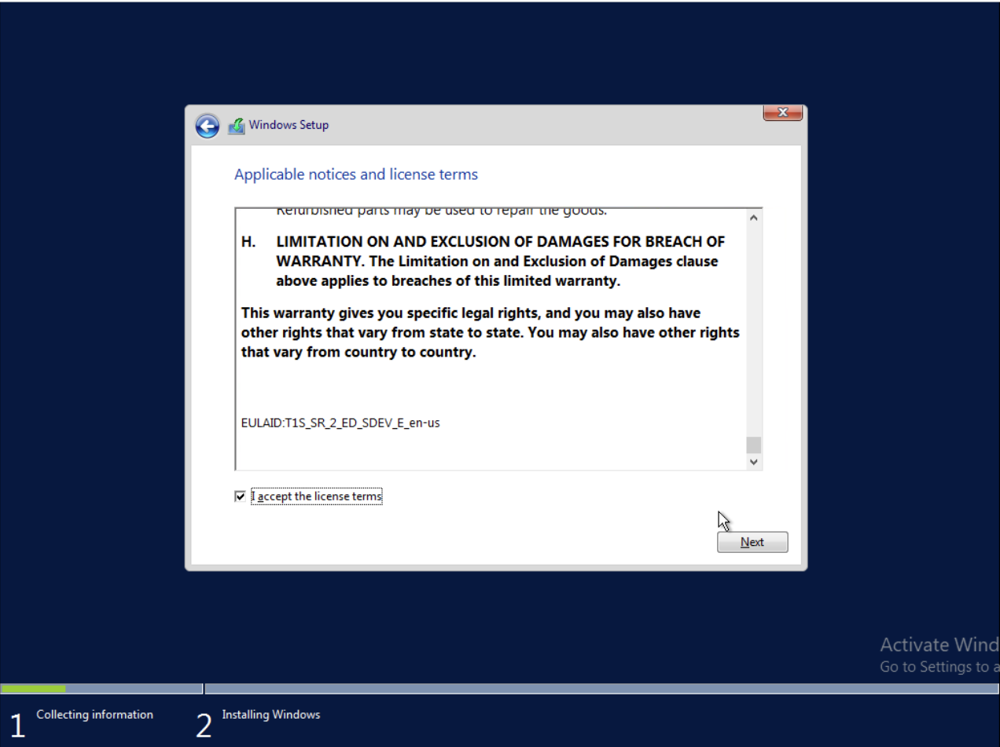 Windows Setup
Applicable notices and license terms
Refurbished parts may be used to repair the goods.
H. LIMITATION ON AND EXCLUSION OF DAMAGES FOR BREACH OF
WARRANTY. The Limitation on and Exclusion of Damages clause
above applies to breaches of this limited warranty.
This warranty gives you specific legal rights, and you may also have
other rights that vary from state to state. You may also have other rights
that vary from country to country.
EULAID:T1S_SR_2_ED_SDEV_E_en-us
I accept the license terms
Next
Activate Wind
Go to Settings to a
1 Collecting information
2 Installing Windows